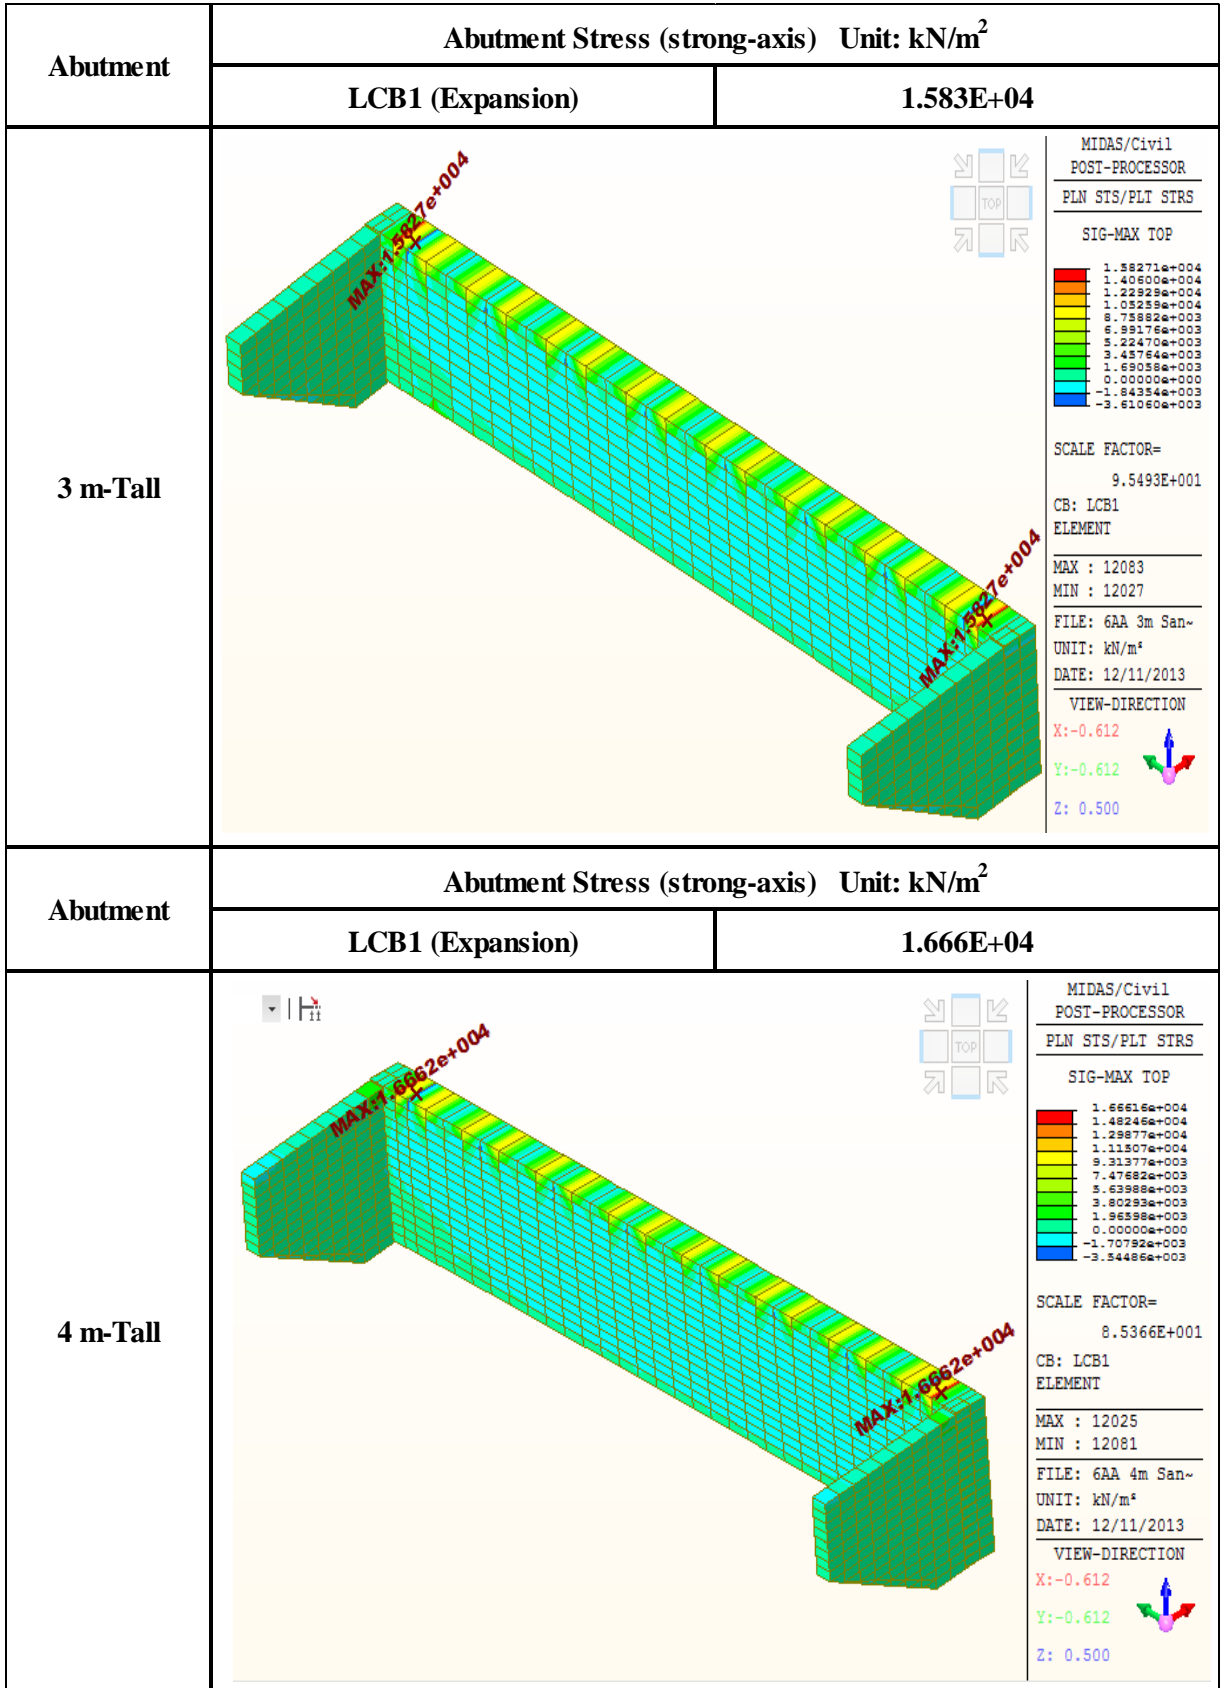 Abutment
Abutment Stress (strong-axis) Unit: kN/m²
LCB1 (Expansion)
1.583E+04
3 m-Tall
MAX:1.5827e+004
MAX:1.5827e+004
TOP
MIDAS/Civil
POST-PROCESSOR
PLN STS/PLT STRS
SIG-MAX TOP
1.58271e+004
1.40600e+004
1.22929e+004
1.05259e+004
8.75882e+003
6.99176e+003
5.22470e+003
3.45764e+003
1.69058e+003
0.00000e+000
-1.84354e+003
-3.61060e+003
SCALE FACTOR=
9.5493E+001
CB: LCB1
ELEMENT
MAX : 12083
MIN : 12027
FILE: 6AA 3m San~
UNIT: kN/m²
DATE: 12/11/2013
VIEW-DIRECTION
X:-0.612
Y:-0.612
Z: 0.500
Abutment
Abutment Stress (strong-axis) Unit: kN/m²
LCB1 (Expansion)
1.666E+04
4 m-Tall
MAX:1.6662e+004
MAX:1.6662e+004
TOP
MIDAS/Civil
POST-PROCESSOR
PLN STS/PLT STRS
SIG-MAX TOP
1.66616e+004
1.48246e+004
1.29877e+004
1.11507e+004
9.31377e+003
7.47682e+003
5.63988e+003
3.80293e+003
1.96598e+003
0.00000e+000
-1.70792e+003
-3.54486e+003
SCALE FACTOR=
8.5366E+001
CB: LCB1
ELEMENT
MAX : 12025
MIN : 12081
FILE: 6AA 4m San~
UNIT: kN/m²
DATE: 12/11/2013
VIEW-DIRECTION
X:-0.612
Y:-0.612
Z: 0.500